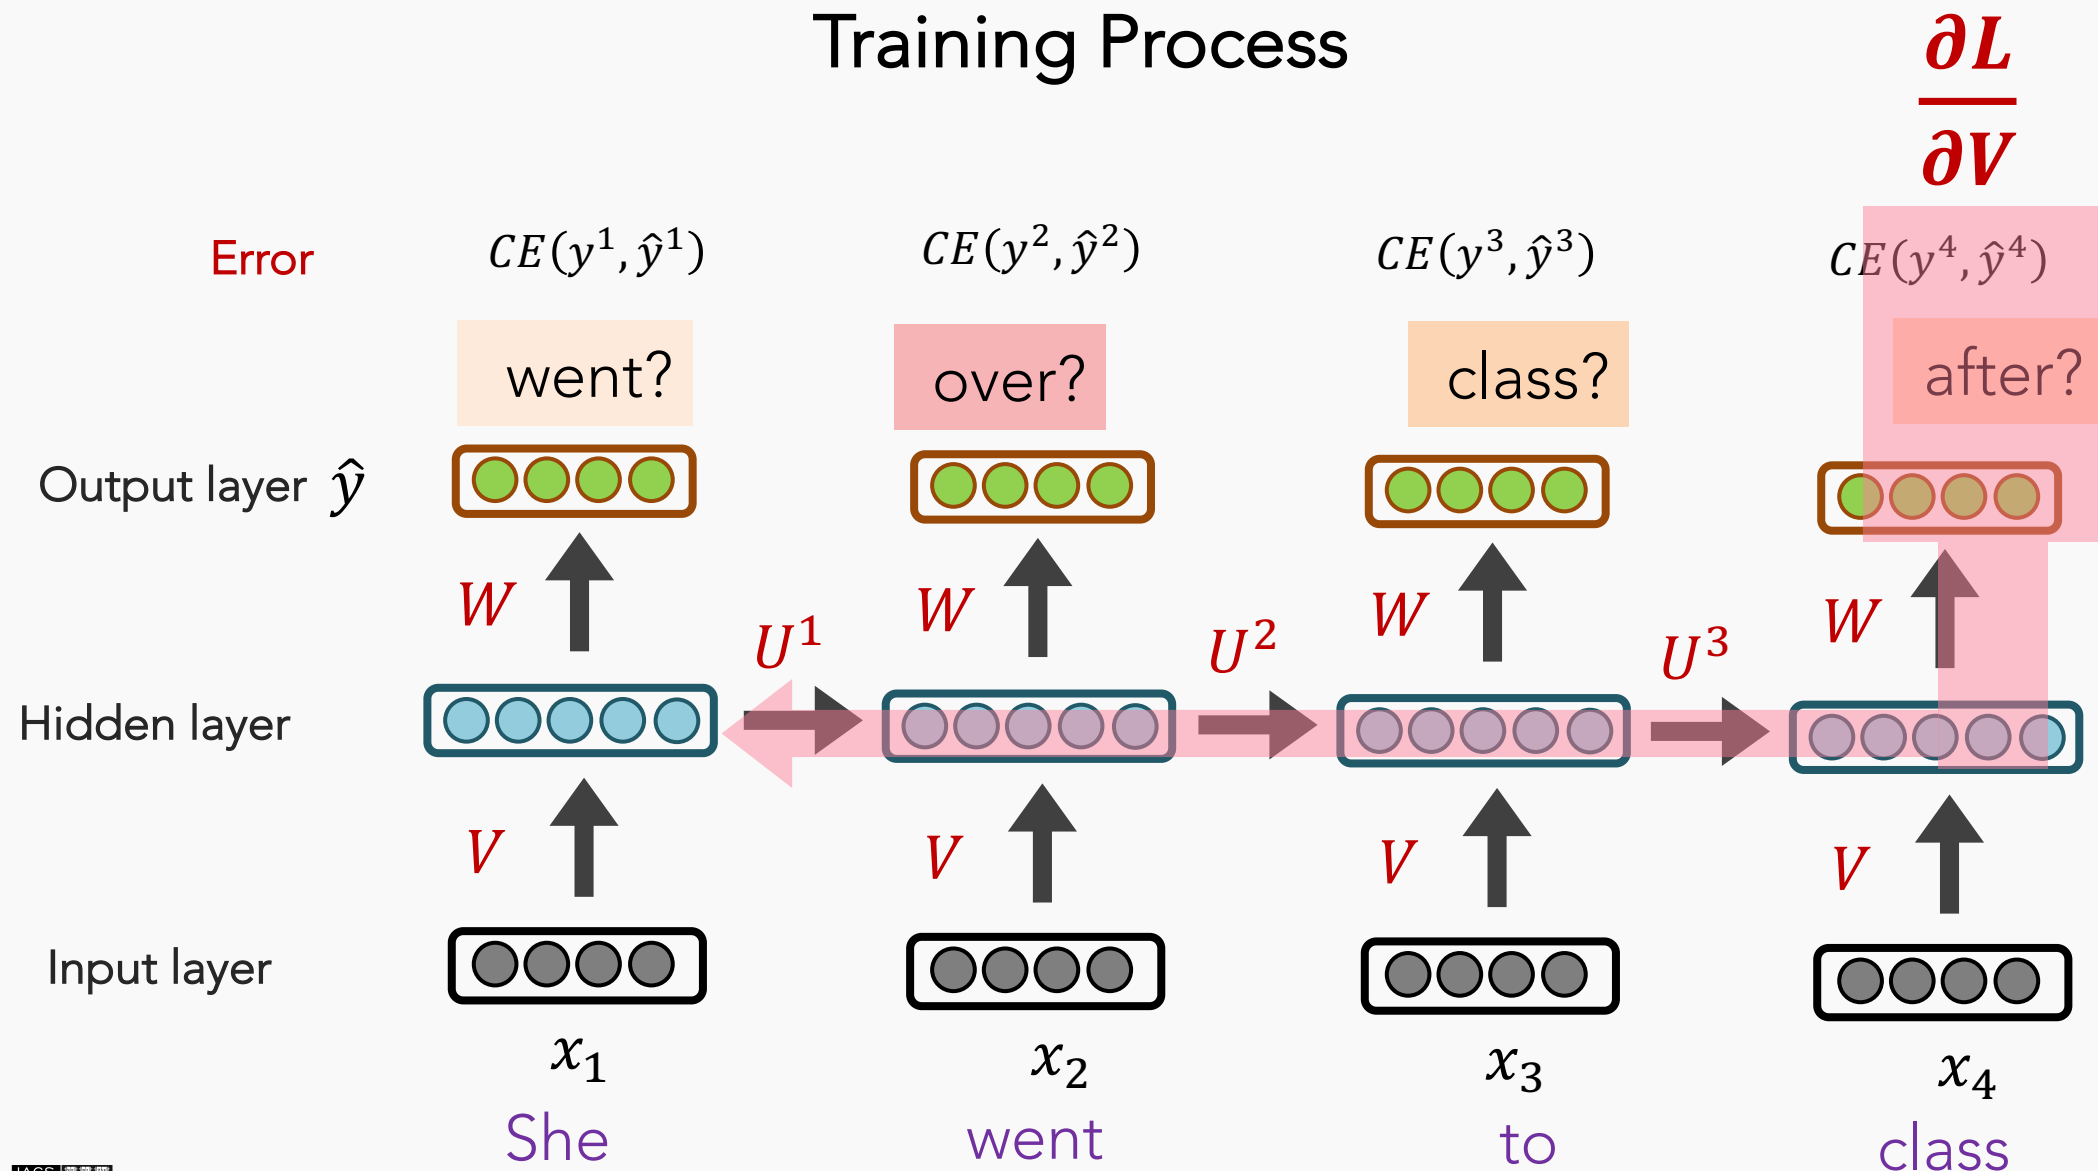 Training Process
∂L
∂V
Error CE(y¹, ŷ¹) CE(y², ŷ²) CE(y³, ŷ³) CE(y⁴, ŷ⁴)
went? over? class? after?
Output layer ŷ
W W W W
U¹ U² U³
Hidden layer
V V V V
Input layer
x₁ x₂ x₃ x₄
She went to class